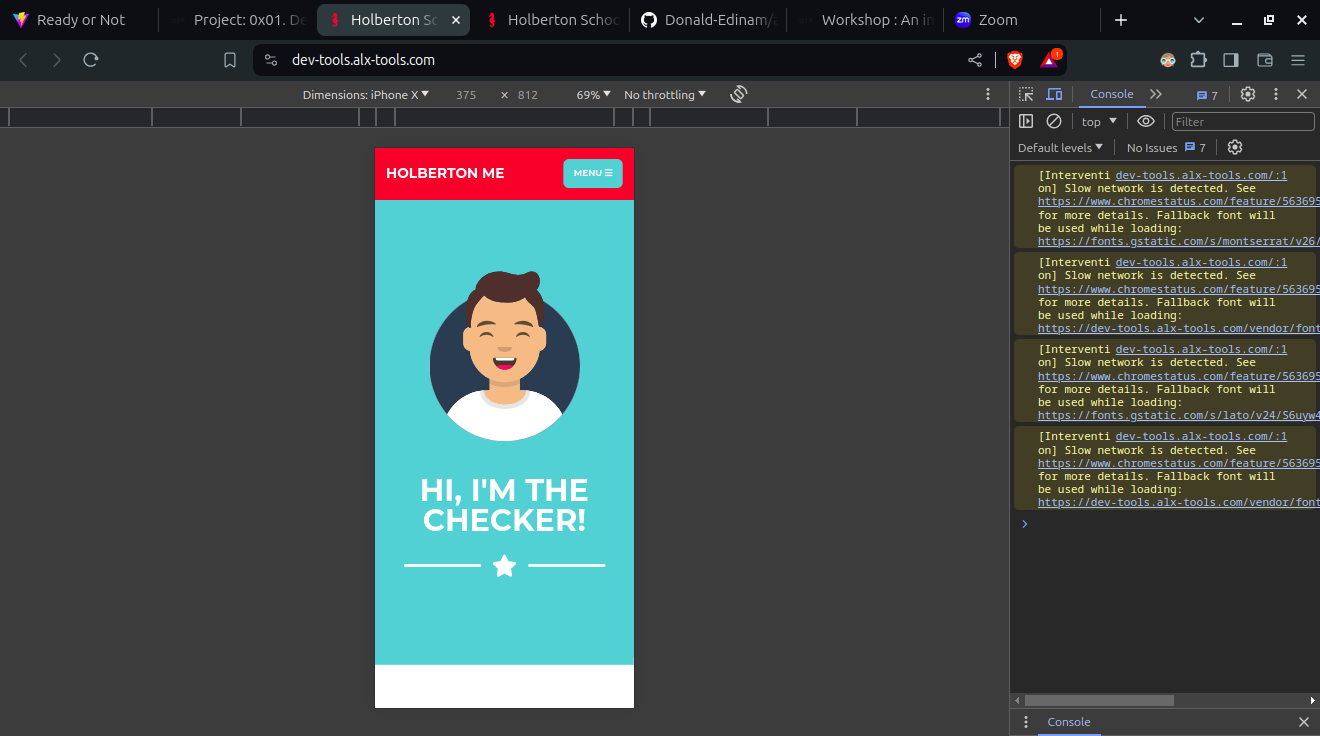 Ready or Not
Project: 0x01. De
Holberton Sc
Holberton Schoo
Donald-Edinam/a
Workshop : An in
zm Zoom
dev-tools.alx-tools.com
1
Dimensions: iPhone X 375 × 812 69% No throttling
Console 7
top Filter
Default levels No Issues 7
HOLBERTON ME
MENU
HI, I'M THE
CHECKER!
[Interventi dev-tools.alx-tools.com/:1
on] Slow network is detected. See
https://www.chromestatus.com/feature/563695
for more details. Fallback font will
be used while loading:
https://fonts.gstatic.com/s/montserrat/v26/
[Interventi dev-tools.alx-tools.com/:1
on] Slow network is detected. See
https://www.chromestatus.com/feature/563695
for more details. Fallback font will
be used while loading:
https://dev-tools.alx-tools.com/vendor/font
[Interventi dev-tools.alx-tools.com/:1
on] Slow network is detected. See
https://www.chromestatus.com/feature/563695
for more details. Fallback font will
be used while loading:
https://fonts.gstatic.com/s/lato/v24/S6uyw4
[Interventi dev-tools.alx-tools.com/:1
on] Slow network is detected. See
https://www.chromestatus.com/feature/563695
for more details. Fallback font will
be used while loading:
https://dev-tools.alx-tools.com/vendor/font
Console